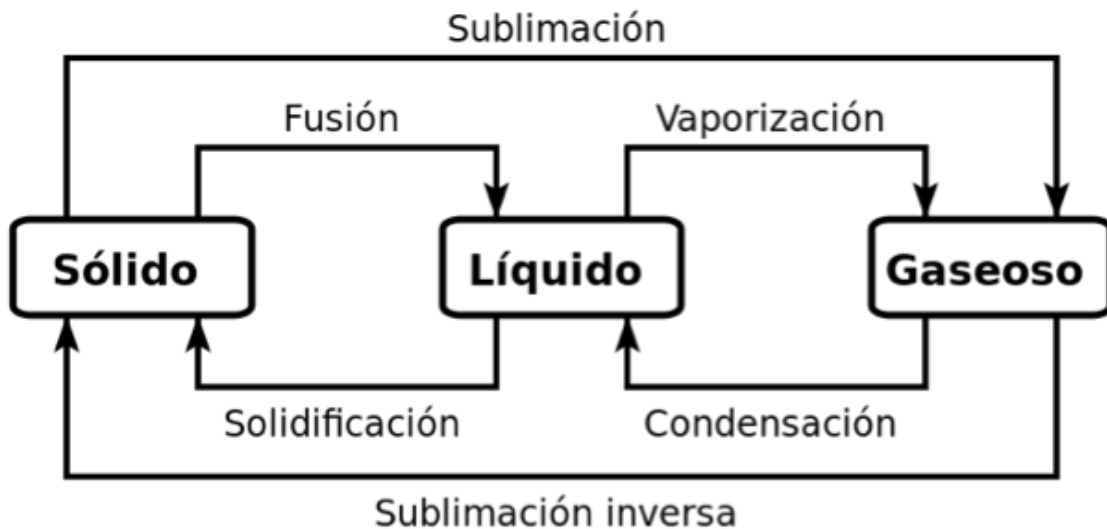 Sublimación
Fusión
Vaporización
Sólido
Líquido
Gaseoso
Solidificación
Condensación
Sublimación inversa